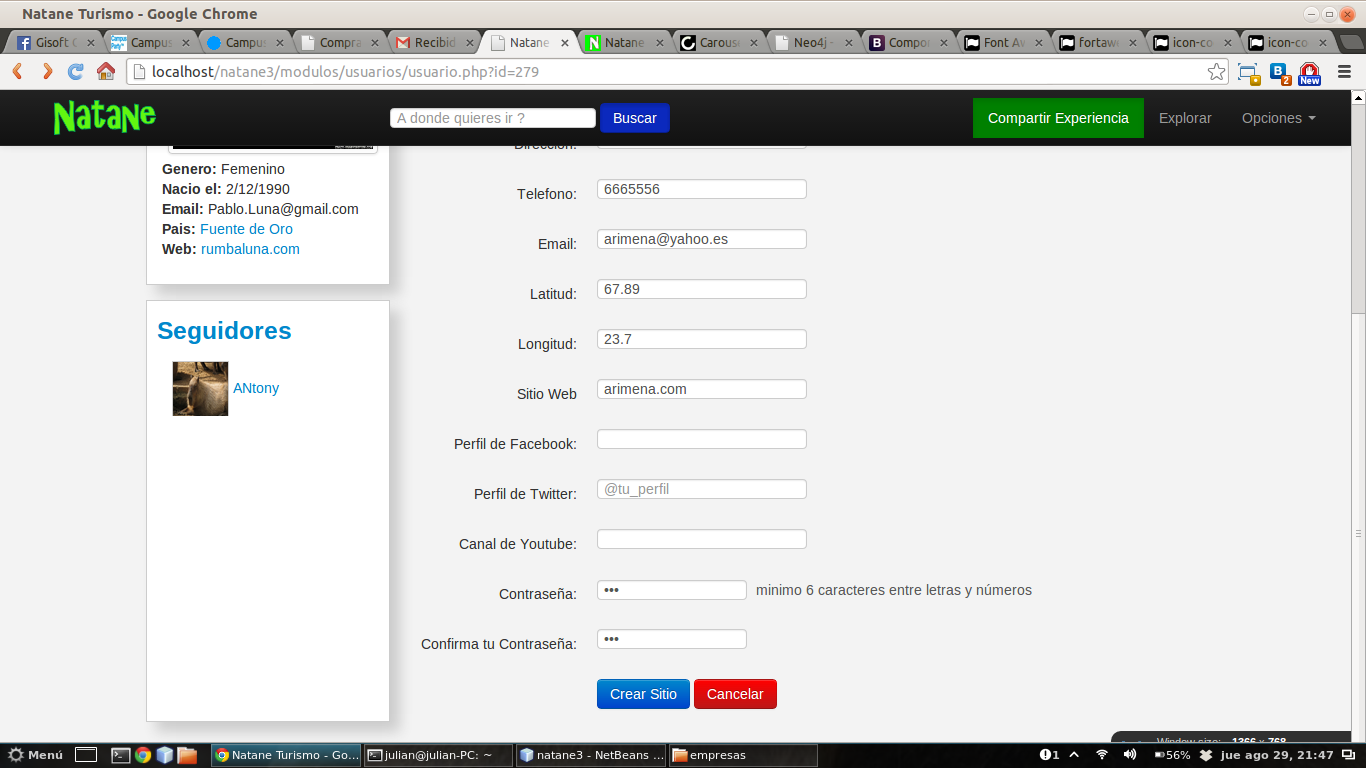 Natane Turismo - Google Chrome
Gisoft
Campus
Campus
Compra
Recibid
Natane
Natane
Carous
Neo4j -
Compor
Font Av
fortaw
icon-co
icon-co
localhost/natane3/modulos/usuarios/usuario.php?id=279
2
New
Natane
A donde quieres ir ?
Buscar
Compartir Experiencia
Explorar
Opciones
Genero: Femenino
Nacio el: 2/12/1990
Email: Pablo.Luna@gmail.com
Pais: Fuente de Oro
Web: rumbaluna.com
Seguidores
ANtony
Direccion:
Telefono: 6665556
Email: arimena@yahoo.es
Latitud: 67.89
Longitud: 23.7
Sitio Web arimena.com
Perfil de Facebook:
Perfil de Twitter: @tu_perfil
Canal de Youtube:
Contraseña: ••• minimo 6 caracteres entre letras y números
Confirma tu Contraseña: •••
Crear Sitio
Cancelar
Window size: 1366 x 768
Menú
Natane Turismo - Go...
julian@julian-PC: ~
natane3 - NetBeans ...
empresas
1
56%
jue ago 29, 21:47